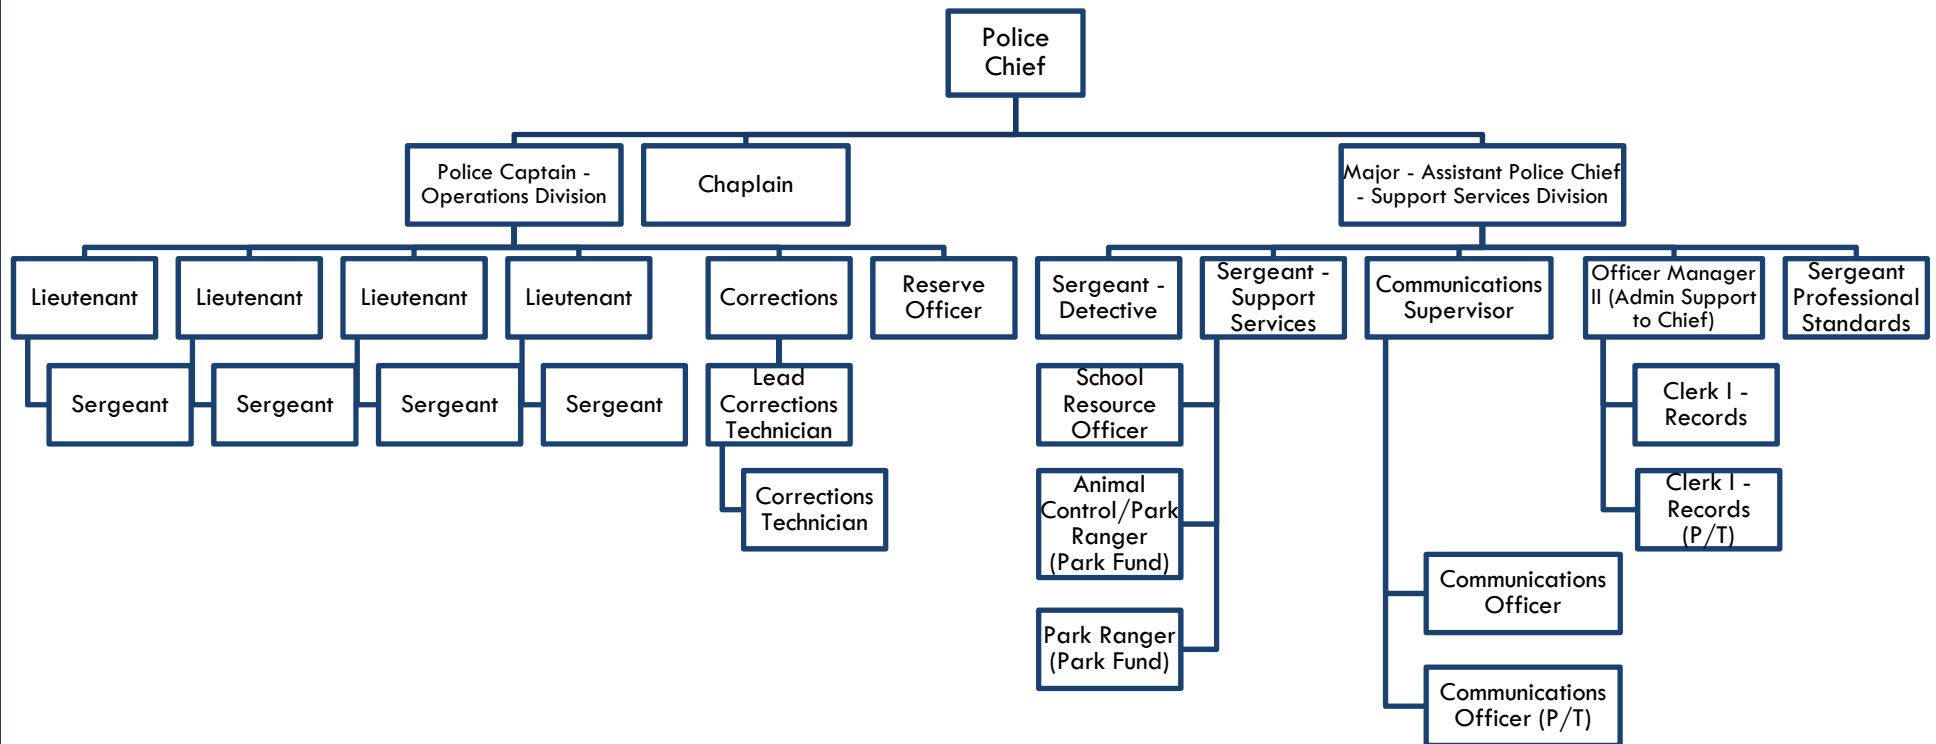 Police
Chief
Police Captain -
Operations Division
Chaplain
Major - Assistant Police Chief
- Support Services Division
Lieutenant
Lieutenant
Lieutenant
Lieutenant
Corrections
Reserve
Officer
Sergeant -
Detective
Sergeant -
Support
Services
Communications
Supervisor
Officer Manager
II (Admin Support
to Chief)
Sergeant
Professional
Standards
Sergeant
Sergeant
Sergeant
Sergeant
Lead
Corrections
Technician
School
Resource
Officer
Clerk I -
Records
Corrections
Technician
Animal
Control/Park
Ranger
(Park Fund)
Clerk I -
Records
(P/T)
Communications
Officer
Park Ranger
(Park Fund)
Communications
Officer (P/T)